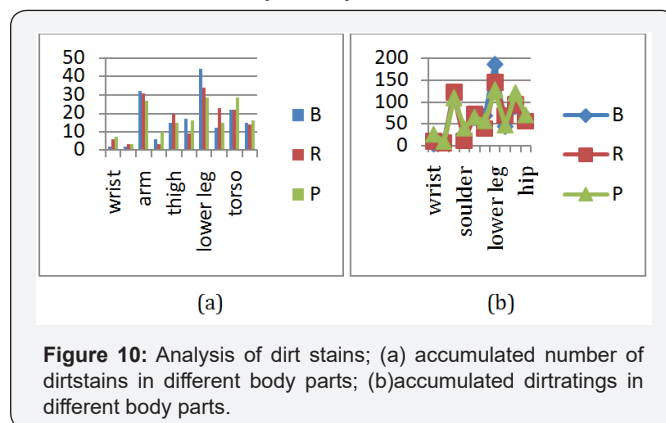 50
40
30
20
10
0
wrist
arm
thigh
lower leg
torso
B
R
P
(a)
200
150
100
50
0
wrist
soulder
lower leg
hip
B
R
P
(b)
Figure 10: Analysis of dirt stains; (a) accumulated number of
dirtstains in different body parts; (b)accumulated dirtratings in
different body parts.